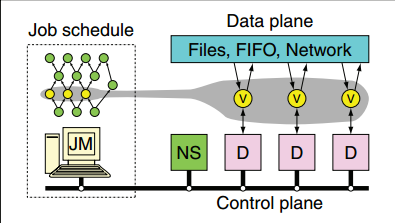 Job schedule
Data plane
Files, FIFO, Network
V V V
JM
NS D D D
Control plane